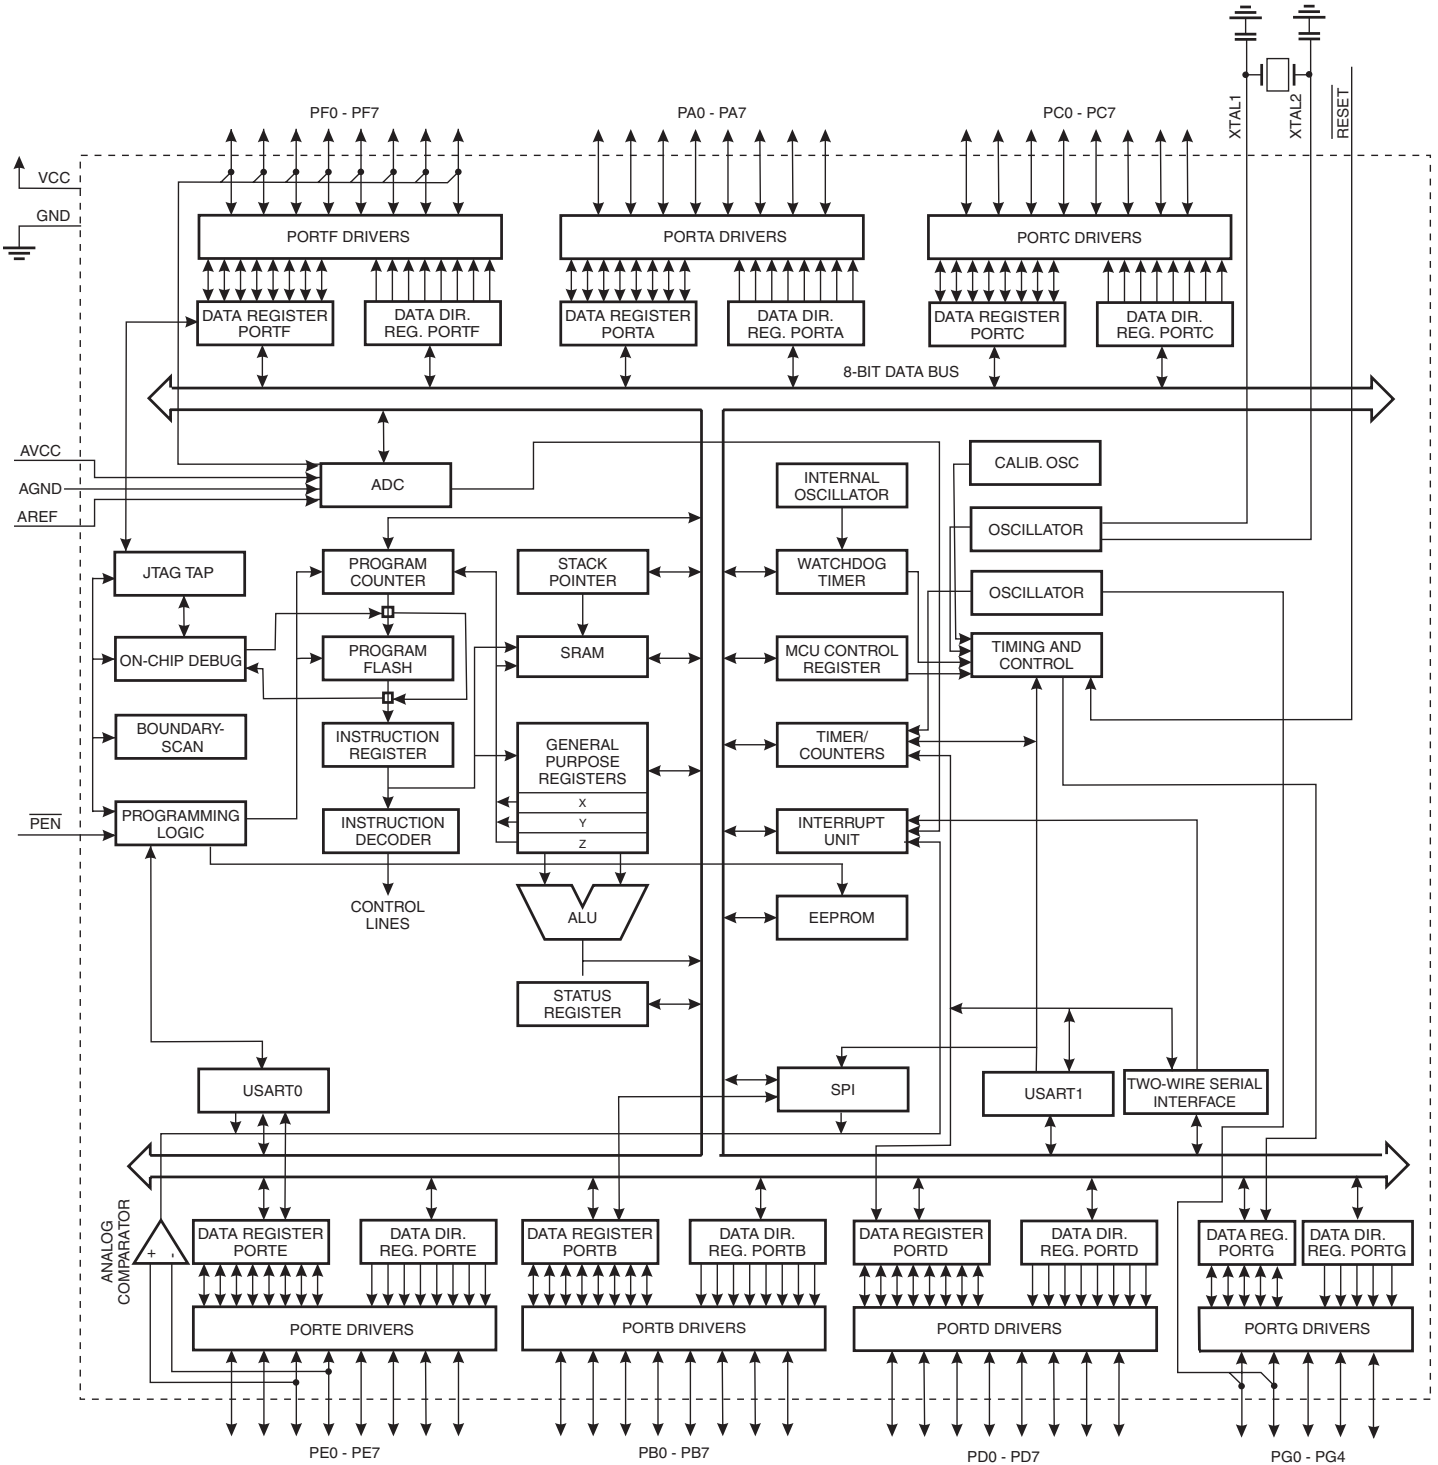 XTAL1
XTAL2
RESET
PF0 - PF7
PA0 - PA7
PC0 - PC7
VCC
GND
PORTF DRIVERS
PORTA DRIVERS
PORTC DRIVERS
DATA REGISTER
PORTF
DATA DIR.
REG. PORTF
DATA REGISTER
PORTA
DATA DIR.
REG. PORTA
DATA REGISTER
PORTC
DATA DIR.
REG. PORTC
8-BIT DATA BUS
AVCC
AGND
AREF
ADC
INTERNAL
OSCILLATOR
CALIB. OSC
OSCILLATOR
JTAG TAP
PROGRAM
COUNTER
STACK
POINTER
WATCHDOG
TIMER
OSCILLATOR
ON-CHIP DEBUG
PROGRAM
FLASH
SRAM
MCU CONTROL
REGISTER
TIMING AND
CONTROL
BOUNDARY-
SCAN
INSTRUCTION
REGISTER
GENERAL
PURPOSE
REGISTERS
X
Y
Z
TIMER/
COUNTERS
PEN
PROGRAMMING
LOGIC
INSTRUCTION
DECODER
INTERRUPT
UNIT
CONTROL
LINES
ALU
EEPROM
STATUS
REGISTER
USART0
SPI
USART1
TWO-WIRE SERIAL
INTERFACE
ANALOG
COMPARATOR
+
-
DATA REGISTER
PORTE
DATA DIR.
REG. PORTE
DATA REGISTER
PORTB
DATA DIR.
REG. PORTB
DATA REGISTER
PORTD
DATA DIR.
REG. PORTD
DATA REG.
PORTG
DATA DIR.
REG. PORTG
PORTE DRIVERS
PORTB DRIVERS
PORTD DRIVERS
PORTG DRIVERS
PE0 - PE7
PB0 - PB7
PD0 - PD7
PG0 - PG4